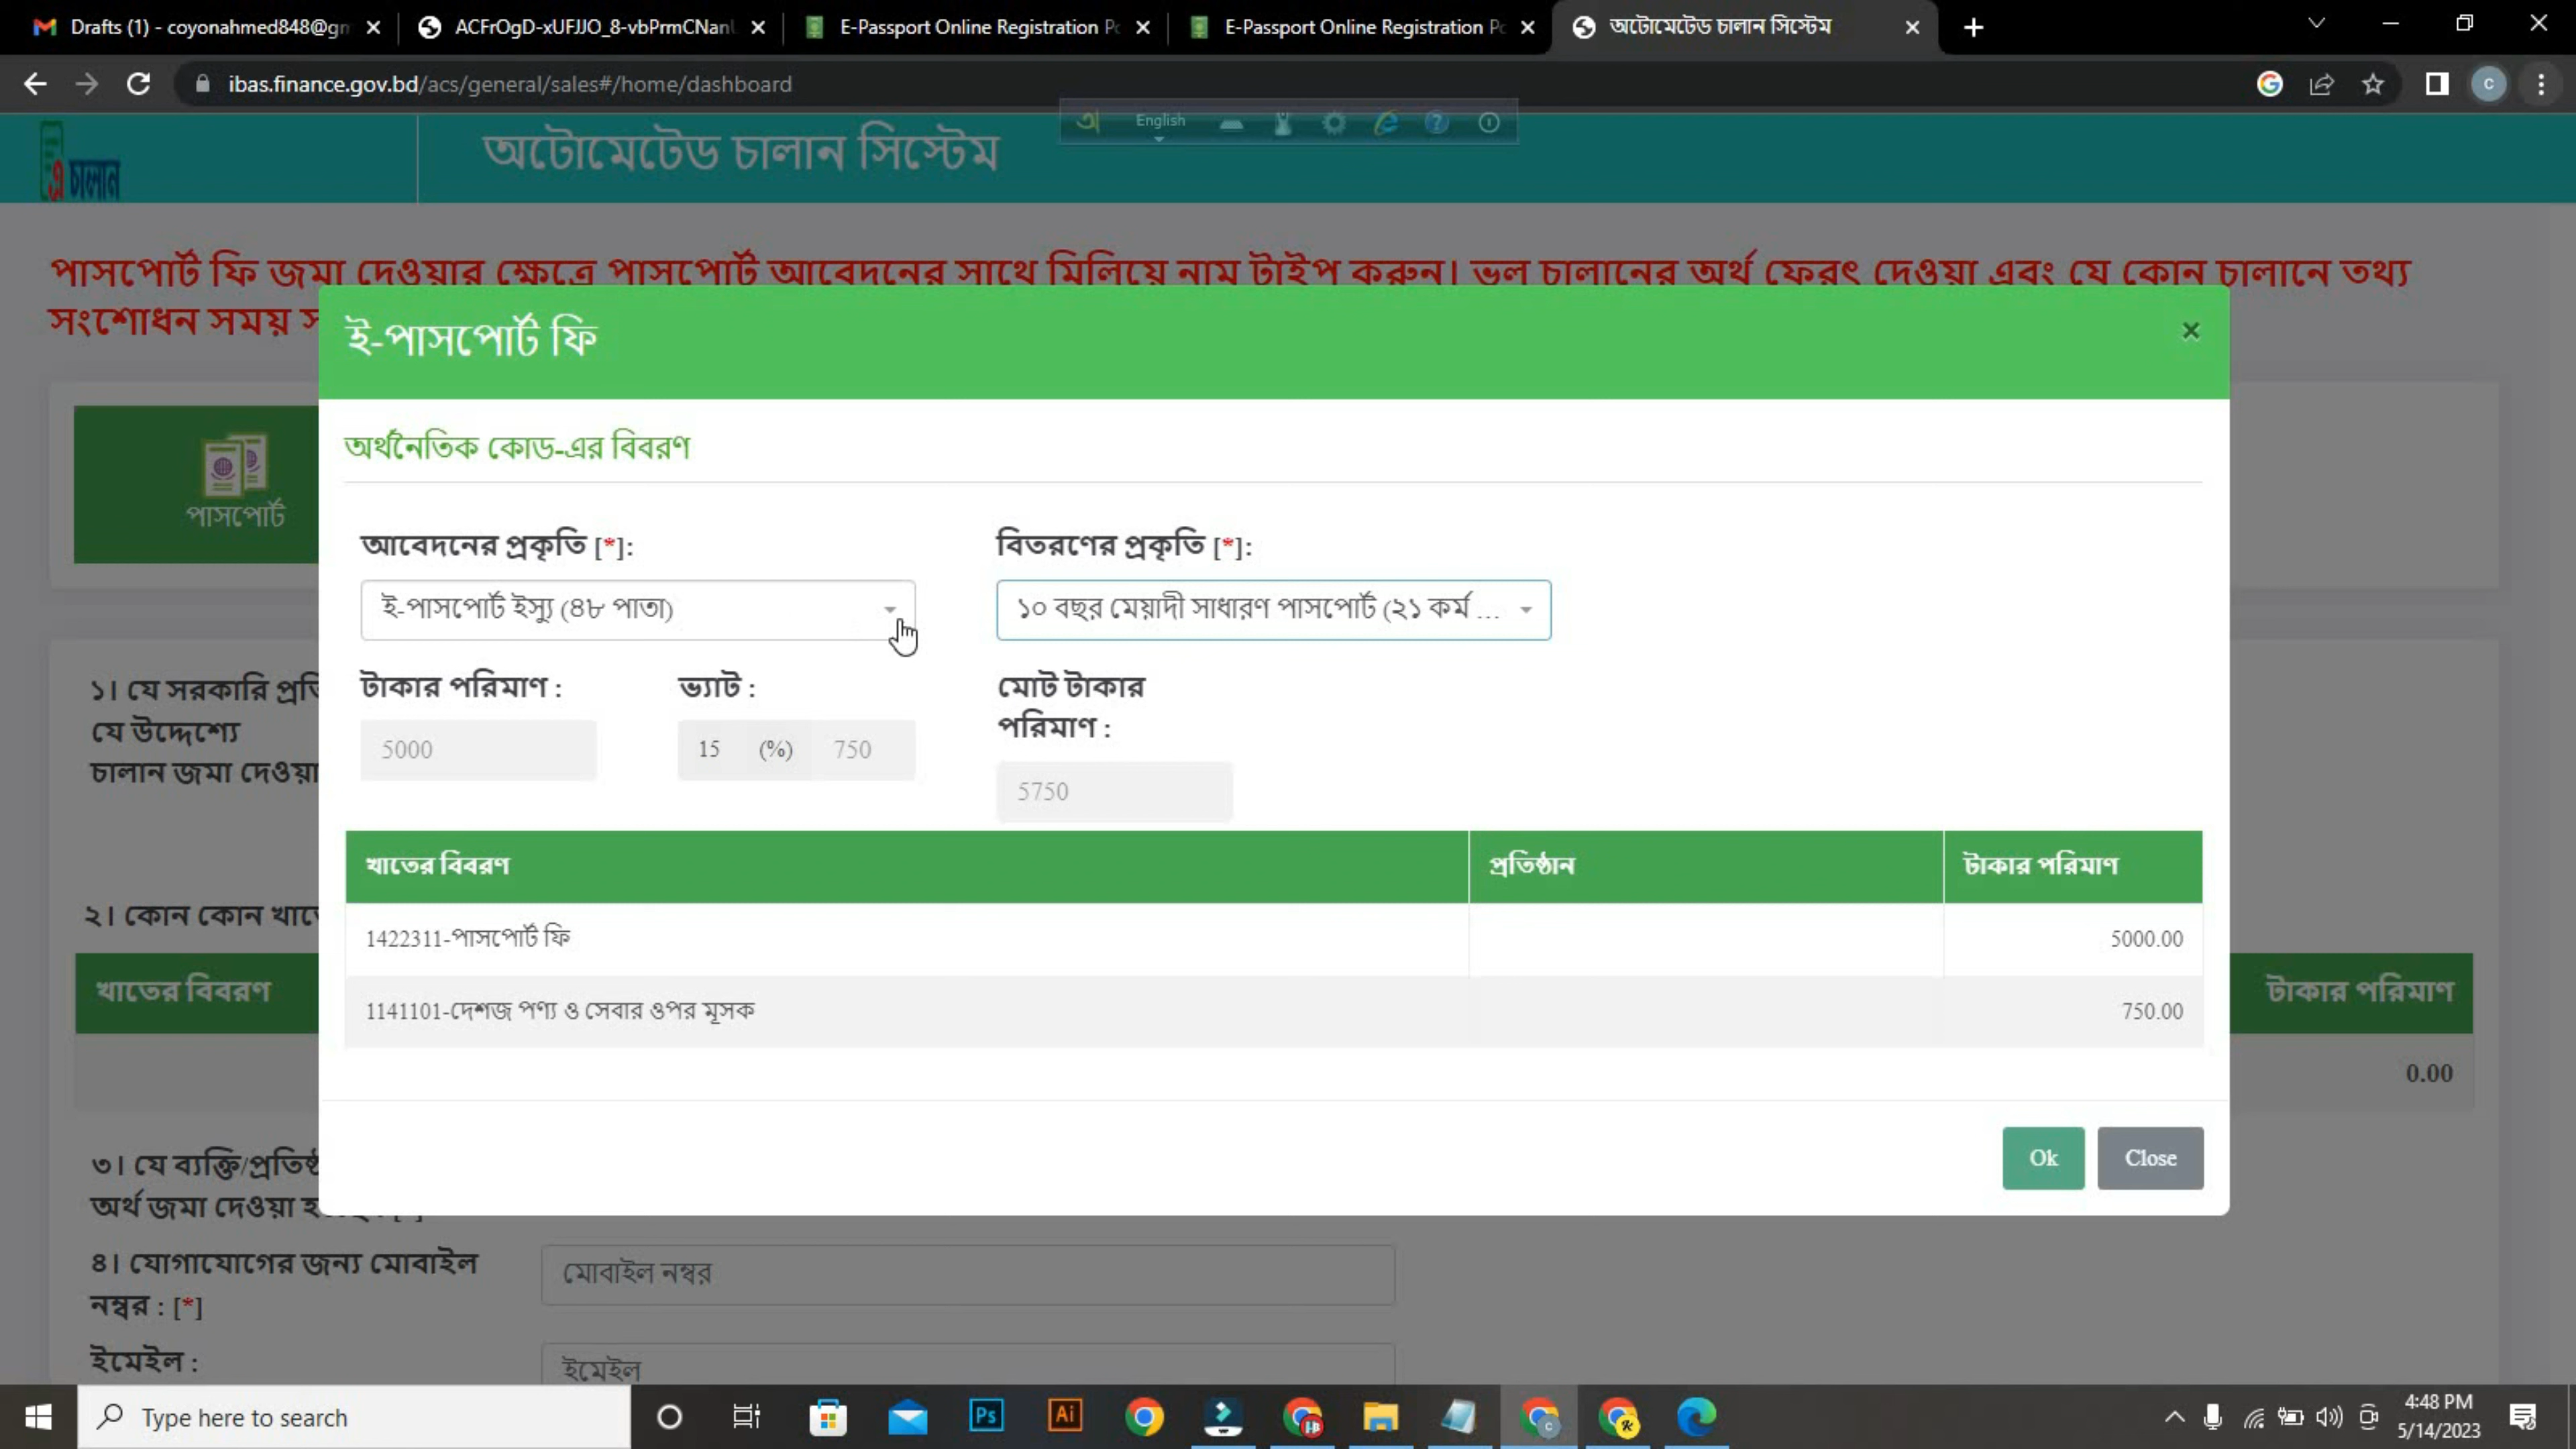 Drafts (1) - coyonahmed848@gm
ACFrOgD-xUFJJO_8-vbPrmCNanU
E-Passport Online Registration Po
E-Passport Online Registration Po
অটোমেটেড চালান সিস্টেম
ibas.finance.gov.bd/acs/general/sales#/home/dashboard
English
এ চালান
অটোমেটেড চালান সিস্টেম
পাসপোর্ট ফি জমা দেওয়ার ক্ষেত্রে পাসপোর্ট আবেদনের সাথে মিলিয়ে নাম টাইপ করুন। ভুল চালানের অর্থ ফেরৎ দেওয়া এবং যে কোন চালানে তথ্য
সংশোধন সময় স
ই-পাসপোর্ট ফি
অর্থনৈতিক কোড-এর বিবরণ
পাসপোর্ট
আবেদনের প্রকৃতি [*]:
বিতরণের প্রকৃতি [*]:
ই-পাসপোর্ট ইস্যু (৪৮ পাতা)
১০ বছর মেয়াদী সাধারণ পাসপোর্ট (২১ কর্ম ...
১। যে সরকারি প্রতি
যে উদ্দেশ্যে
চালান জমা দেওয়া
টাকার পরিমাণ :
ভ্যাট :
মোট টাকার
পরিমাণ :
5000
15 (%) 750
5750
খাতের বিবরণ প্রতিষ্ঠান টাকার পরিমাণ
1422311-পাসপোর্ট ফি 5000.00
1141101-দেশজ পণ্য ও সেবার ওপর মূসক 750.00
২। কোন কোন খাতে
খাতের বিবরণ টাকার পরিমাণ
0.00
Ok
Close
৩। যে ব্যক্তি/প্রতিষ্ঠ
অর্থ জমা দেওয়া হ
৪। যোগাযোগের জন্য মোবাইল
নম্বর : [*]
মোবাইল নম্বর
ইমেইল :
ইমেইল
Type here to search
Ps
Ai
4:48 PM
5/14/2023